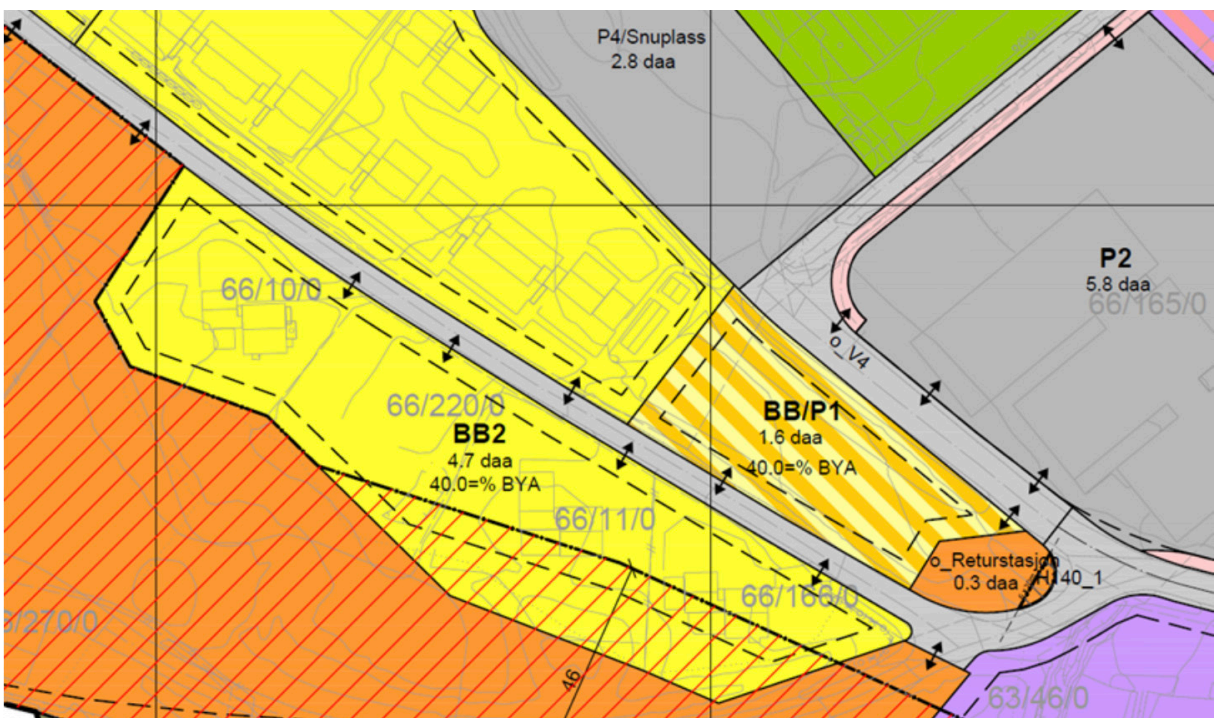 P4/Snuplass
2.8 daa
P2
5.8 daa
66/165/0
66/10/0
o_V4
66/220/0
BB2
4.7 daa
40.0=% BYA
BB/P1
1.6 daa
40.0=% BYA
66/11/0
o_Returstasjon
0.3 daa
H140_1
66/166/0
/270/0
46
63/46/0